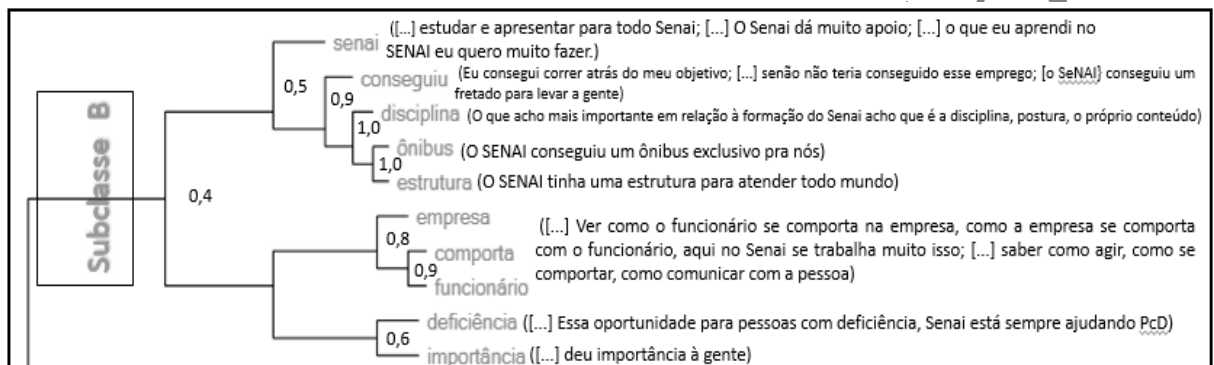 ([...] estudar e apresentar para todo Senai; [...] O Senai dá muito apoio; [...] o que eu aprendi no
senai SENAI eu quero muito fazer.)
0,5
conseguiu (Eu consegui correr atrás do meu objetivo; [...] senão não teria conseguido esse emprego; [o SeNAI} conseguiu um
fretado para levar a gente)
0,9
disciplina (O que acho mais importante em relação à formação do Senai acho que é a disciplina, postura, o próprio conteúdo)
1,0
ônibus (O SENAI conseguiu um ônibus exclusivo pra nós)
1,0
estrutura (O SENAI tinha uma estrutura para atender todo mundo)
Subclasse B
0,4
empresa
([...] Ver como o funcionário se comporta na empresa, como a empresa se comporta
0,8
comporta com o funcionário, aqui no Senai se trabalha muito isso; [...] saber como agir, como se
0,9
comportar, como comunicar com a pessoa)
funcionário
deficiência ([...] Essa oportunidade para pessoas com deficiência, Senai está sempre ajudando PcD)
0,6
importância ([...] deu importância à gente)